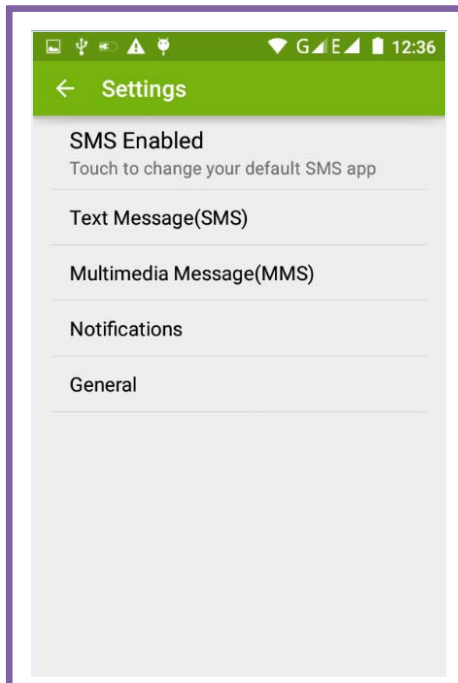 G E 12:36
Settings
SMS Enabled
Touch to change your default SMS app
Text Message(SMS)
Multimedia Message(MMS)
Notifications
General